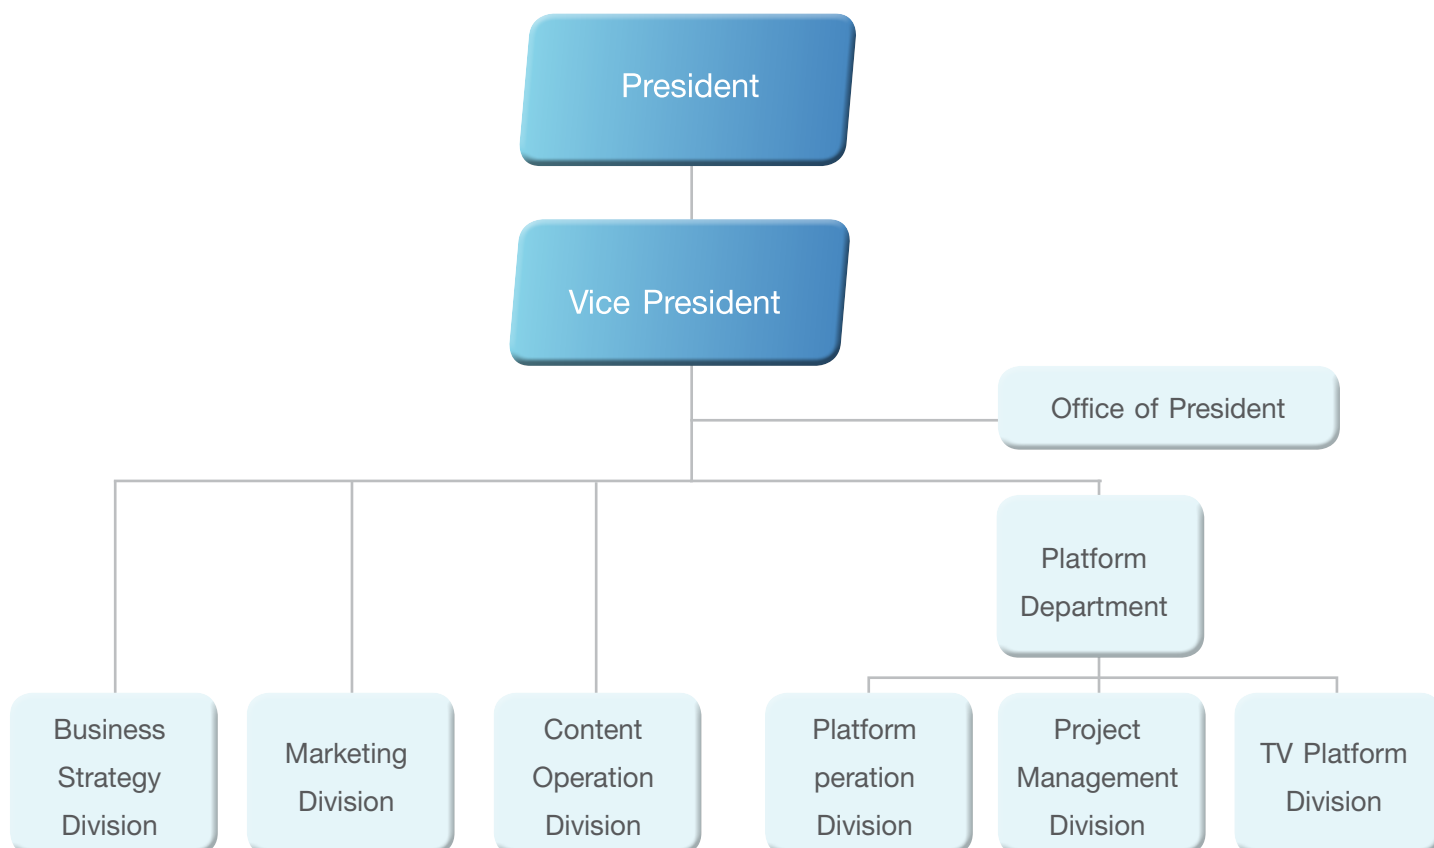 President
Vice President
Office of President
Platform
Department
Business
Strategy
Division
Marketing
Division
Content
Operation
Division
Platform
peration
Division
Project
Management
Division
TV Platform
Division